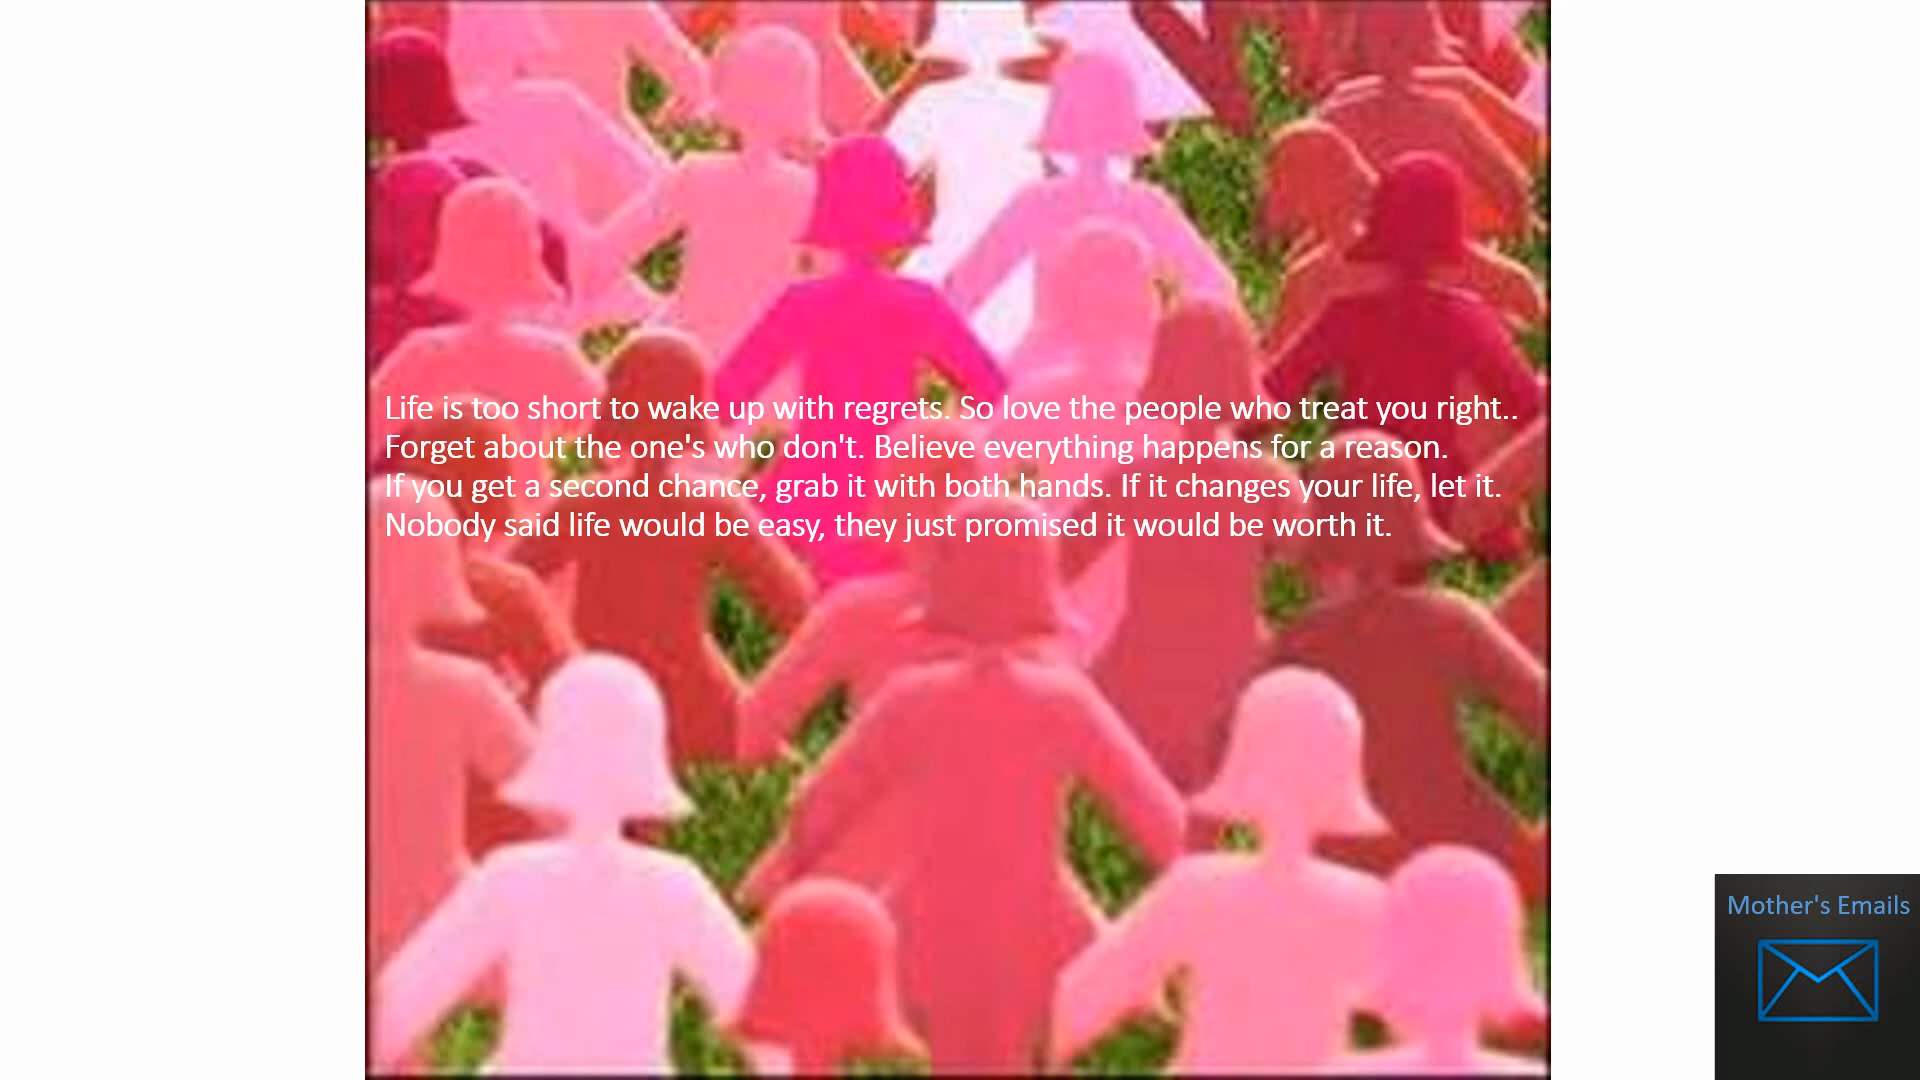 Life is too short to wake up with regrets. So love the people who treat you right..
Forget about the one's who don't. Believe everything happens for a reason.
If you get a second chance, grab it with both hands. If it changes your life, let it.
Nobody said life would be easy, they just promised it would be worth it.
Mother's Emails